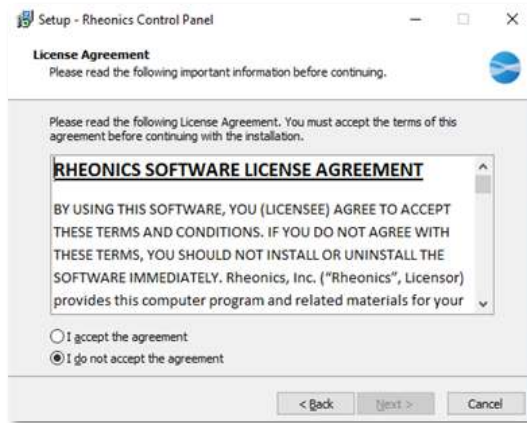 Setup - Rheonics Control Panel
License Agreement
Please read the following important information before continuing.
Please read the following License Agreement. You must accept the terms of this
agreement before continuing with the installation.
RHEONICS SOFTWARE LICENSE AGREEMENT
BY USING THIS SOFTWARE, YOU (LICENSEE) AGREE TO ACCEPT
THESE TERMS AND CONDITIONS. IF YOU DO NOT AGREE WITH
THESE TERMS, YOU SHOULD NOT INSTALL OR UNINSTALL THE
SOFTWARE IMMEDIATELY. Rheonics, Inc. ("Rheonics", Licensor)
provides this computer program and related materials for your
I accept the agreement
I do not accept the agreement
< Back Next > Cancel